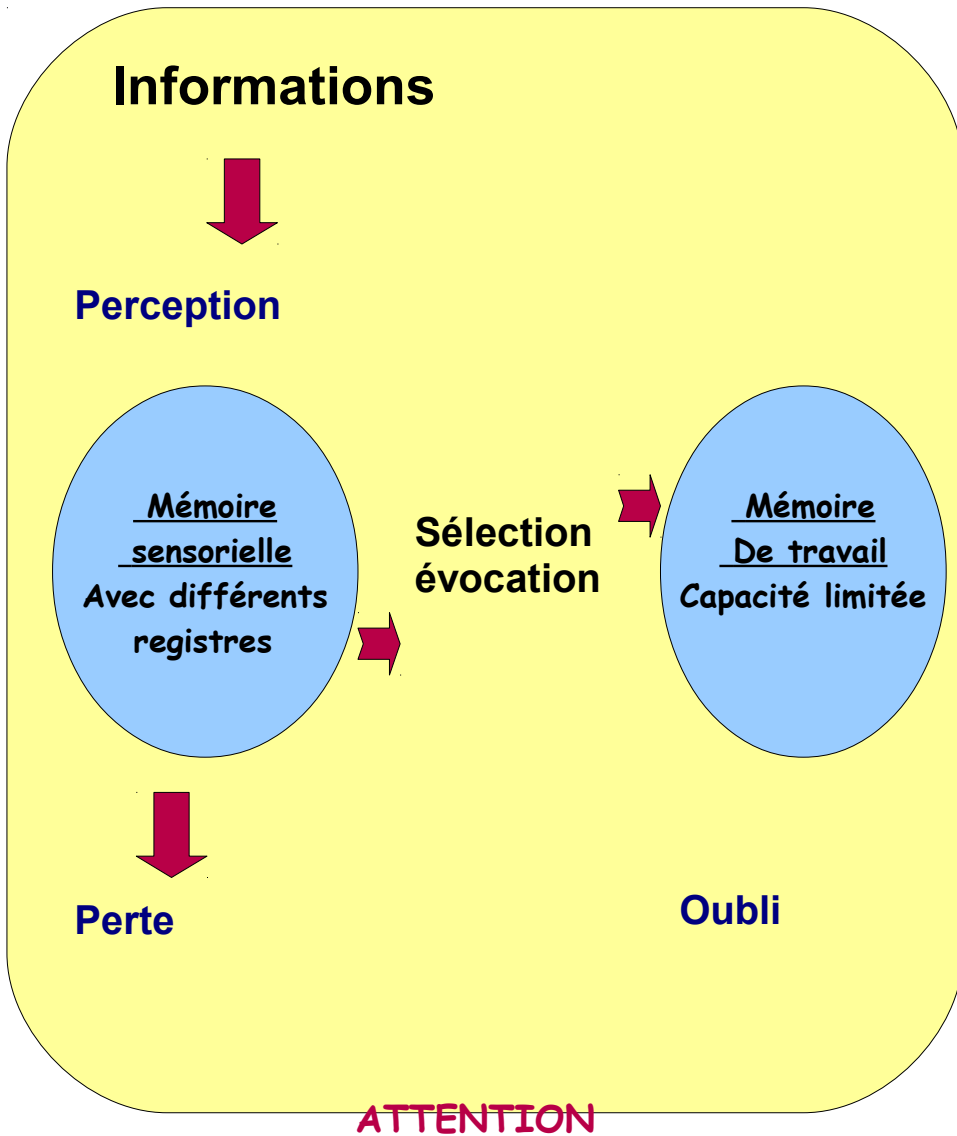 Informations
Perception
Mémoire
sensorielle
Avec différents
registres
Sélection
évocation
Mémoire
De travail
Capacité limitée
Perte
Oubli
ATTENTION